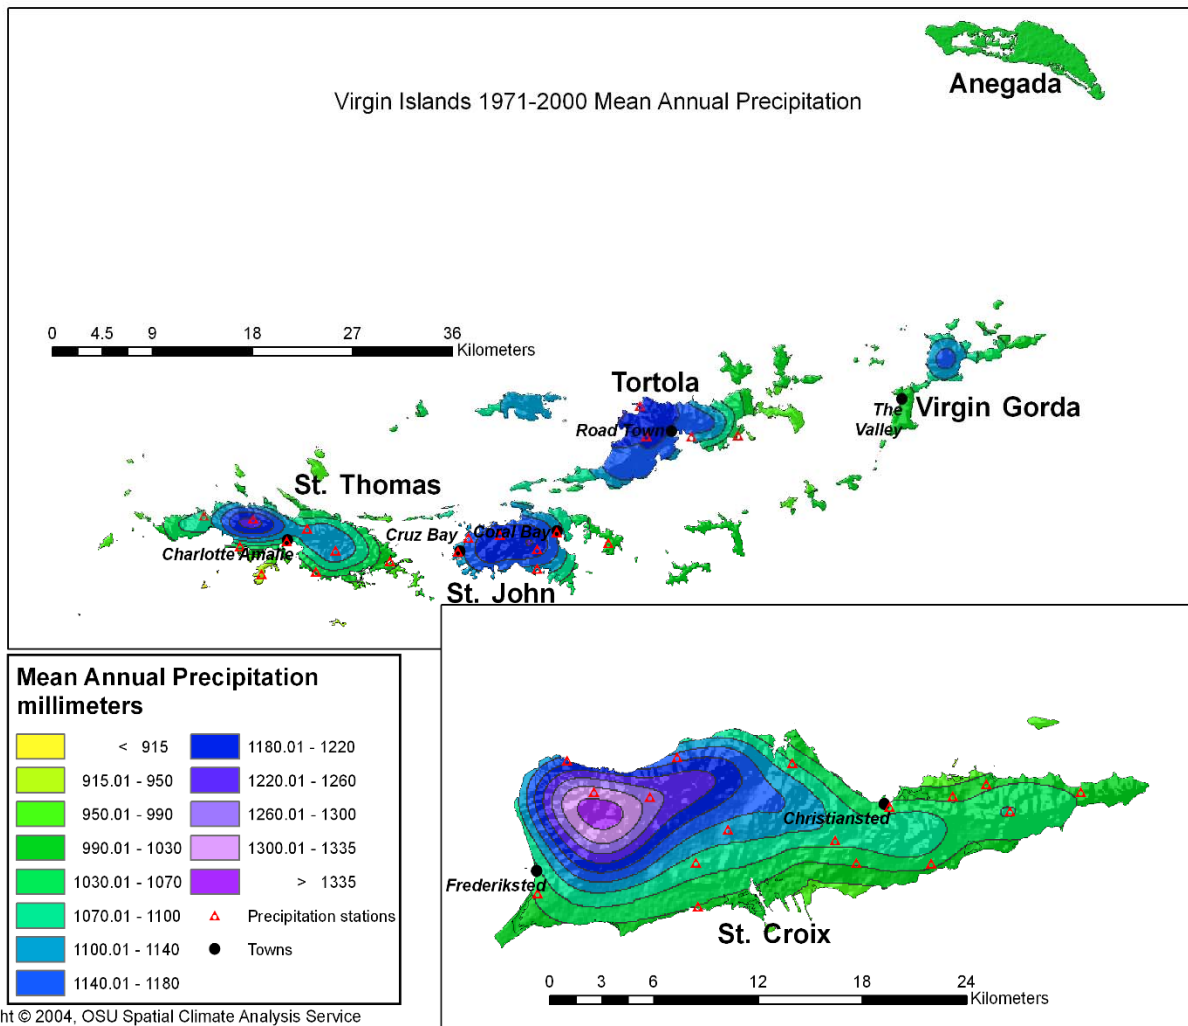 Anegada
Virgin Islands 1971-2000 Mean Annual Precipitation
0 4.5 9 18 27 36
Kilometers
Tortola
Road Town
The
Valley
Virgin Gorda
St. Thomas
Charlotte Amalie
Cruz Bay
Coral Bay
St. John
Mean Annual Precipitation
millimeters
< 915
915.01 - 950
950.01 - 990
990.01 - 1030
1030.01 - 1070
1070.01 - 1100
1100.01 - 1140
1140.01 - 1180
1180.01 - 1220
1220.01 - 1260
1260.01 - 1300
1300.01 - 1335
> 1335
Precipitation stations
Towns
Christiansted
Frederiksted
St. Croix
0 3 6 12 18 24
Kilometers
ht © 2004, OSU Spatial Climate Analysis Service